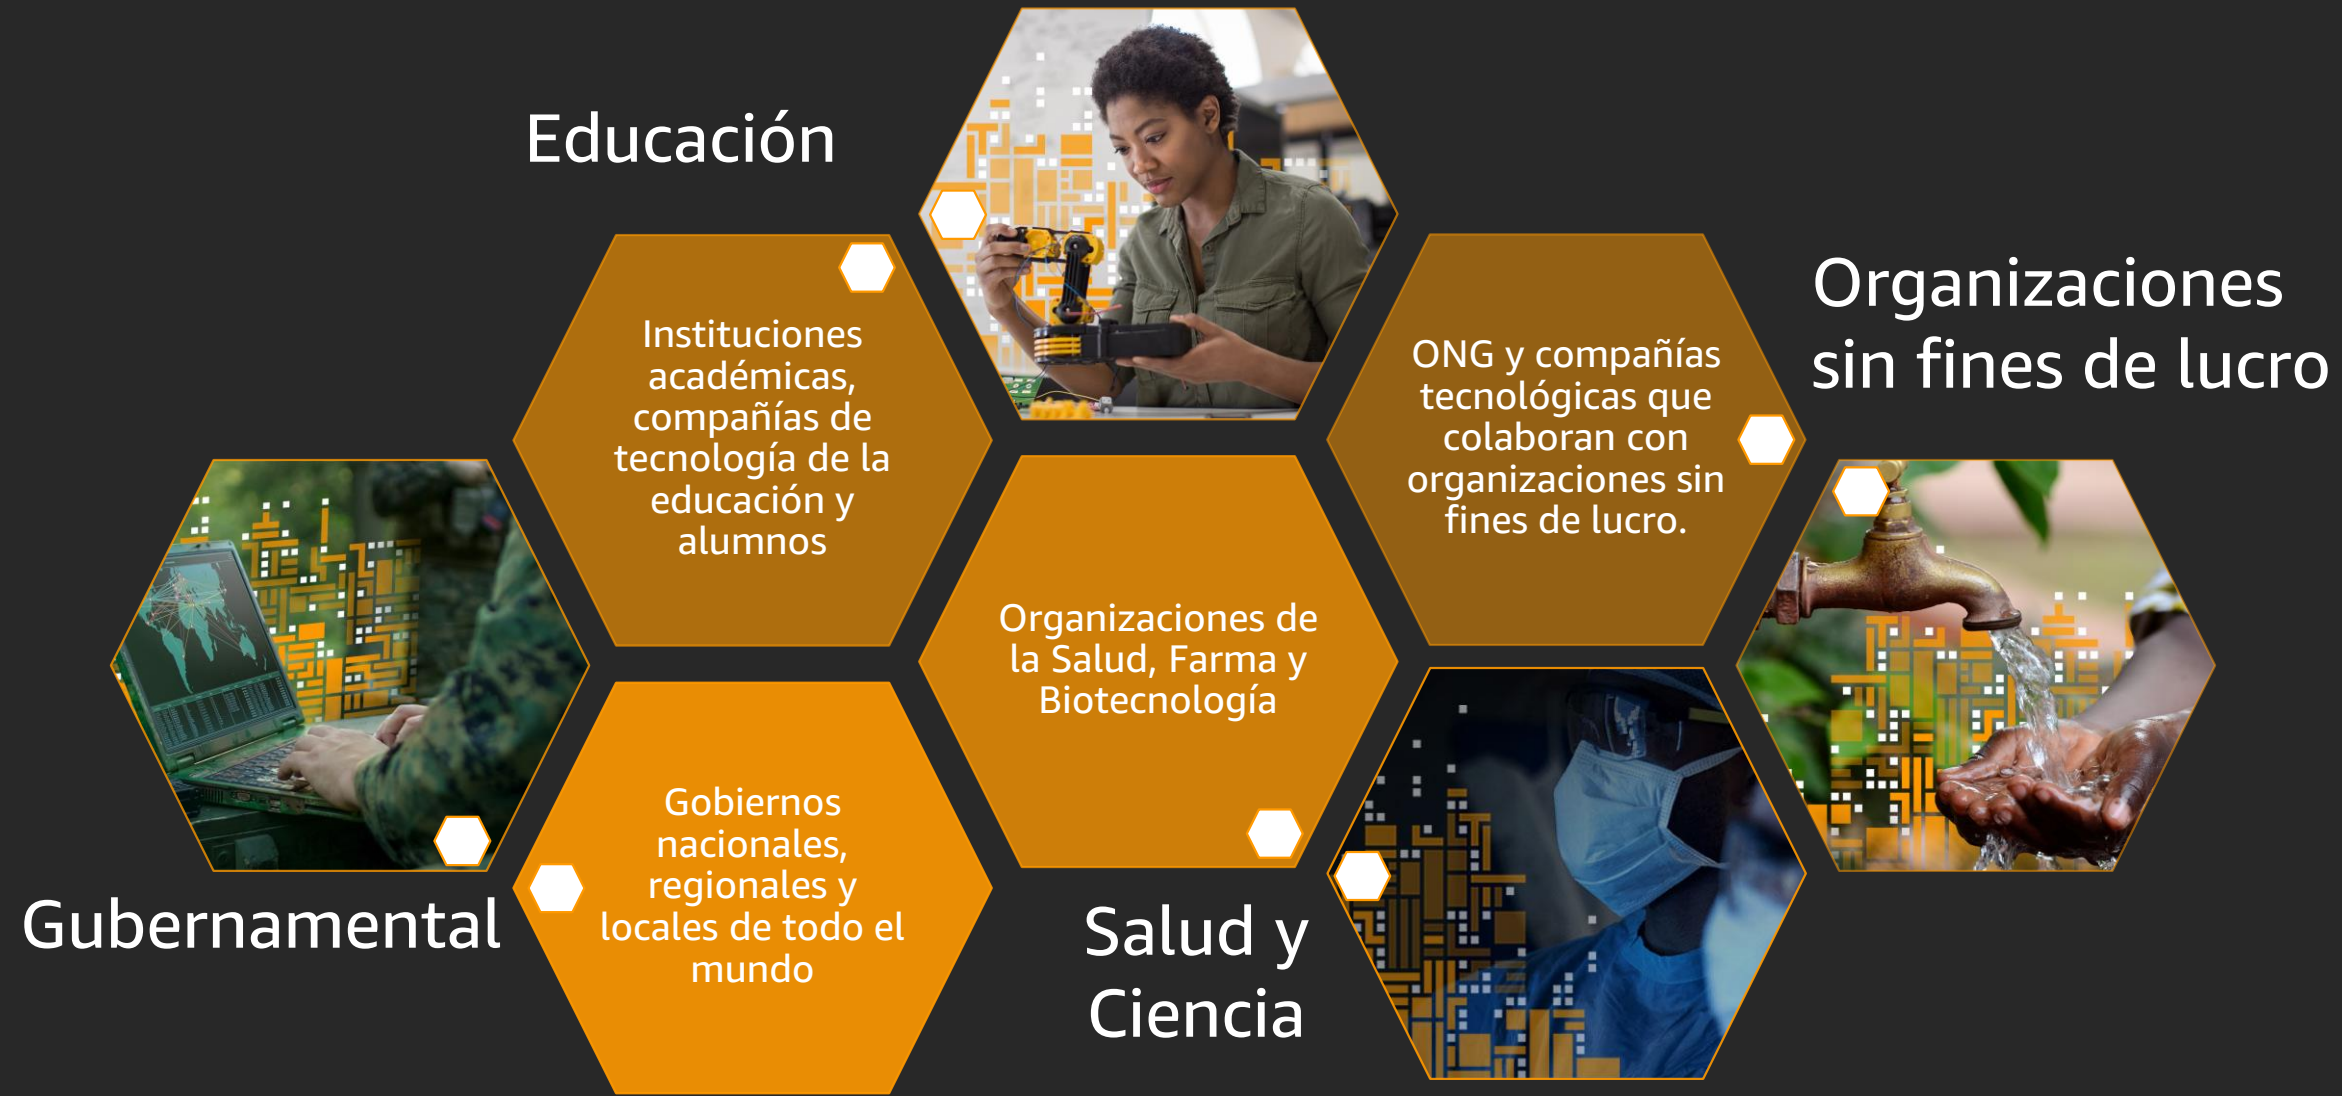 Educación
Instituciones
académicas,
compañías de
tecnología de la
educación y
alumnos
Organizaciones
sin fines de lucro
ONG y compañías
tecnológicas que
colaboran con
organizaciones sin
fines de lucro.
Gubernamental
Gobiernos
nacionales,
regionales y
locales de todo el
mundo
Organizaciones de
la Salud, Farma y
Biotecnología
Salud y
Ciencia